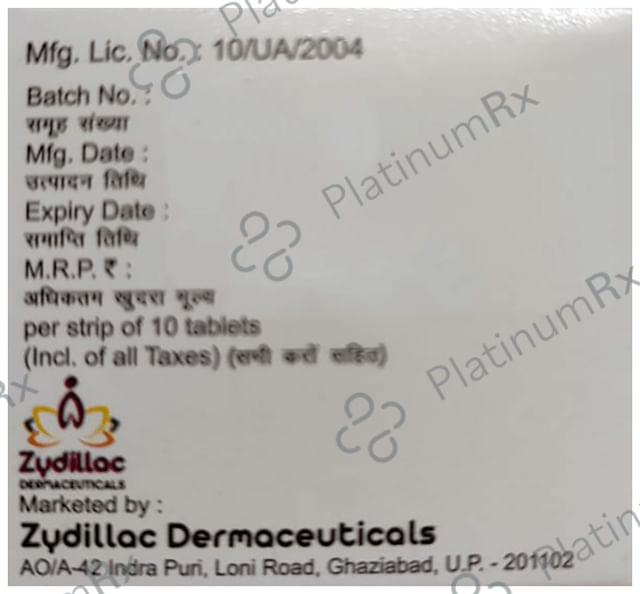 Mfg. Lic. No. : 10/UA/2004
Batch No. :
समूह संख्या
Mfg. Date :
उत्पादन तिथि
Expiry Date :
समाप्ति तिथि
M.R.P. ₹ :
अधिकतम खुदरा मूल्य
per strip of 10 tablets
(Incl. of all Taxes) (सभी करों सहित)
Zydillac
DERMACEUTICALS
Marketed by :
Zydillac Dermaceuticals
AO/A-42 Indra Puri, Loni Road, Ghaziabad, U.P. - 201102
PlatinumRx
PlatinumRx